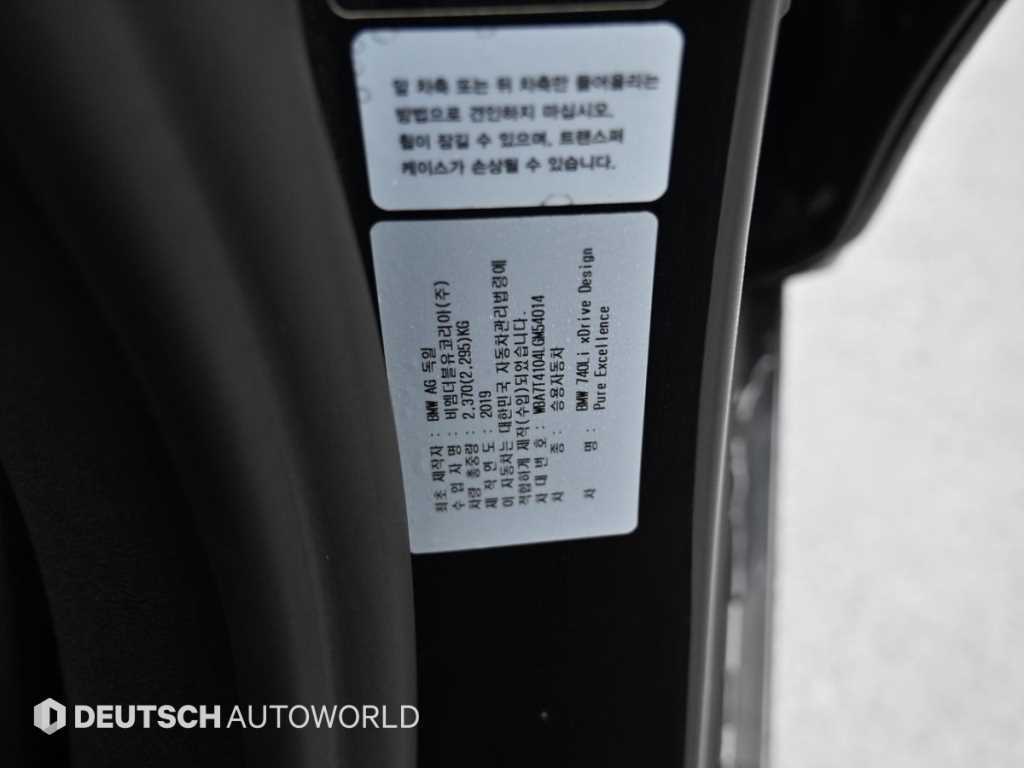 앞 차축 또는 뒤 차축만 들어올리는
방법으로 견인하지 마십시오.
휠이 잠길 수 있으며, 트랜스퍼
케이스가 손상될 수 있습니다.
최초 제작자 : BMW AG 독일
수 입 자 명 : 비엠더블유코리아(주)
차량 총중량 : 2,370(2,295)KG
제 작 연 도 : 2019
이 자동차는 대한민국 자동차관리법령에
적합하게 제작(수입)되었습니다.
차 대 번 호 : WBA7T4104LGM54014
차 종 : 승용자동차
차 명 : BMW 740Li xDrive Design
Pure Excellence
DEUTSCH AUTOWORLD